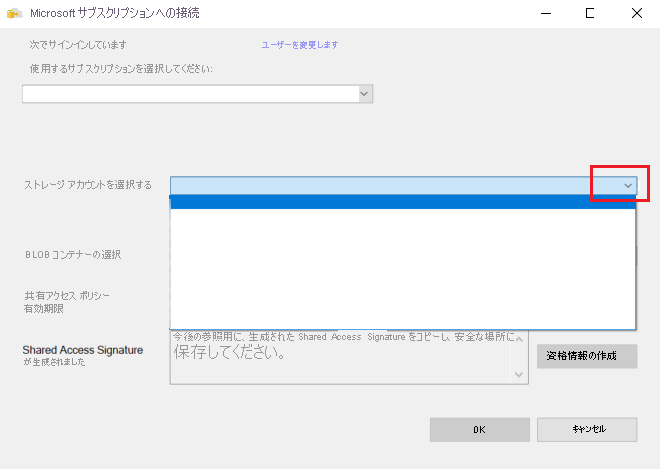 Microsoft サブスクリプションへの接続
次でサインインしています ユーザーを変更します
使用するサブスクリプションを選択してください:
ストレージ アカウントを選択する
BLOB コンテナーの選択
共有アクセス ポリシー
有効期限
今後の参照用に、生成された Shared Access Signature をコピーし、安全な場所に
保存してください。
Shared Access Signature
が生成されました
資格情報の作成
OK キャンセル